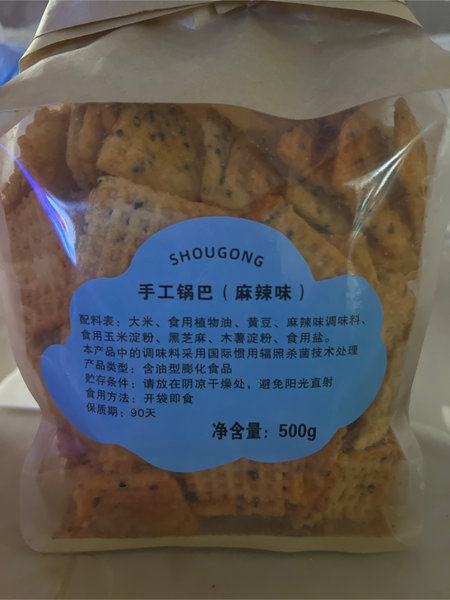 SHOUGONG
手工锅巴（麻辣味）
配料表：大米、食用植物油、黄豆、麻辣味调味料、
食用玉米淀粉、黑芝麻、木薯淀粉、食用盐。
本产品中的调味料采用国际惯用辐照杀菌技术处理
产品类型：含油型膨化食品
贮存条件：请放在阴凉干燥处，避免阳光直射
食用方法：开袋即食
保质期：90天
净含量：500g